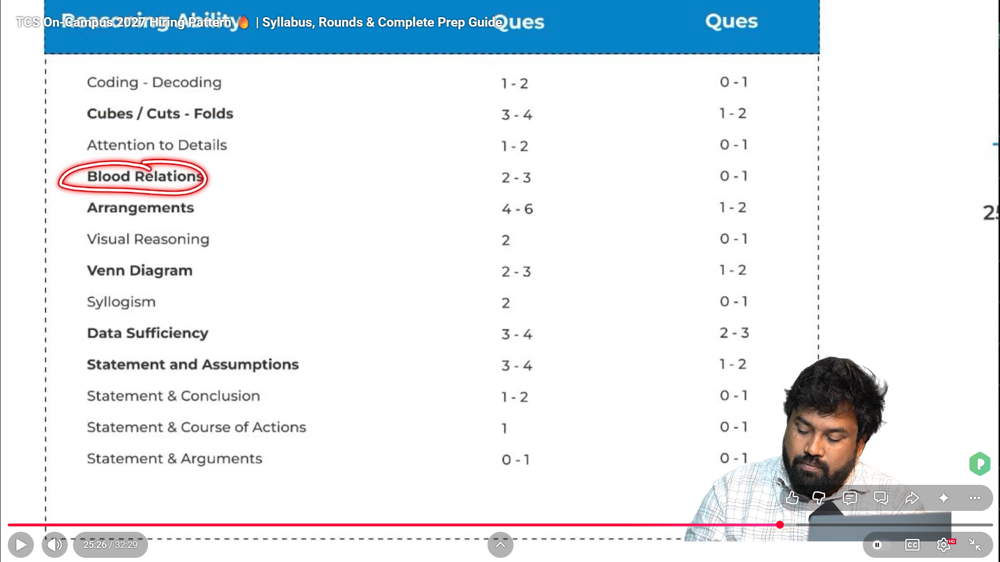 TCS On-Campus 2027 Hiring Pattern🔥 | Syllabus, Rounds & Complete Prep Guide
Reasoning Ability Ques Ques
Coding - Decoding 1 - 2 0 - 1
Cubes / Cuts - Folds 3 - 4 1 - 2
Attention to Details 1 - 2 0 - 1
Blood Relations 2 - 3 0 - 1
Arrangements 4 - 6 1 - 2
Visual Reasoning 2 0 - 1
Venn Diagram 2 - 3 1 - 2
Syllogism 2 0 - 1
Data Sufficiency 3 - 4 2 - 3
Statement and Assumptions 3 - 4 1 - 2
Statement & Conclusion 1 - 2 0 - 1
Statement & Course of Actions 1 0 - 1
Statement & Arguments 0 - 1 0 - 1
25:26 / 32:29
CC
HD